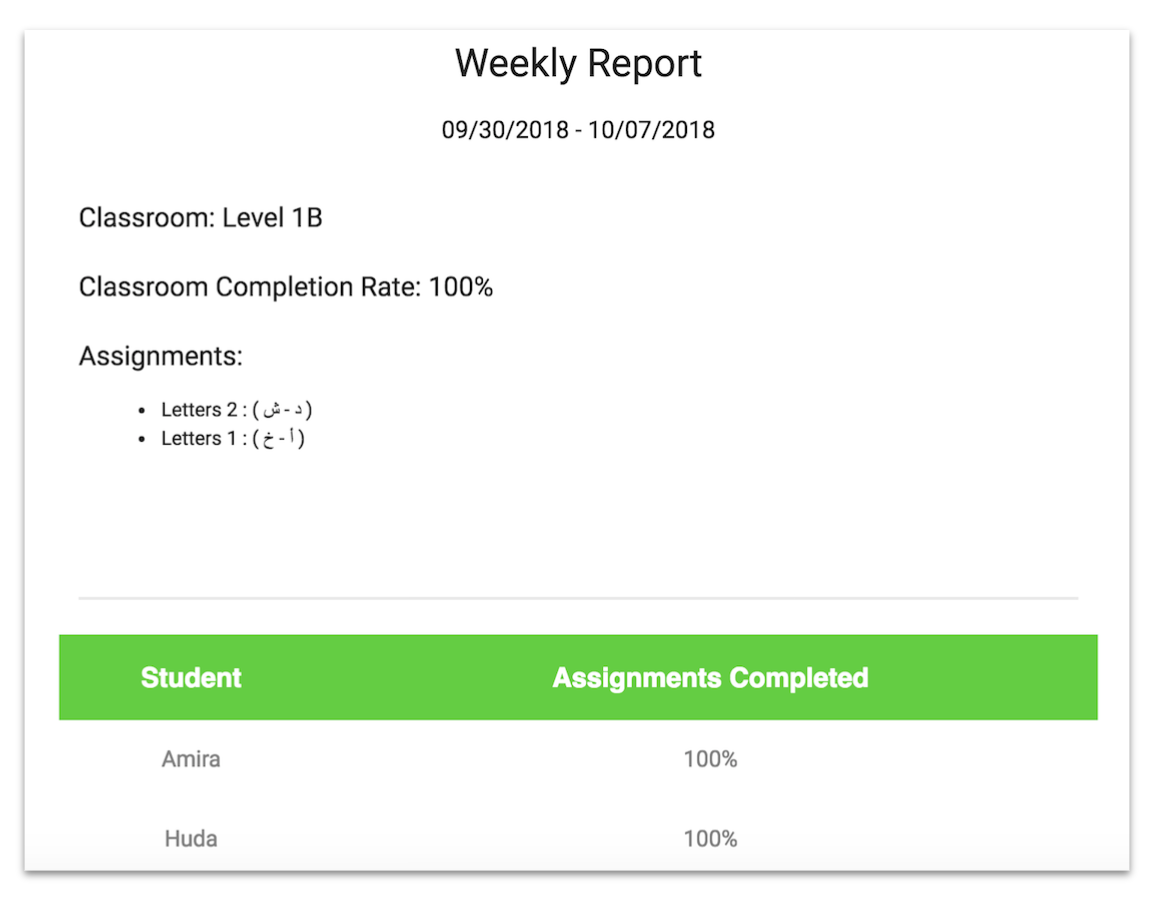 Weekly Report
09/30/2018 - 10/07/2018
Classroom: Level 1B
Classroom Completion Rate: 100%
Assignments:
• Letters 2 : ( د - ش )
• Letters 1 : ( أ - خ )
Student Assignments Completed
Amira 100%
Huda 100%